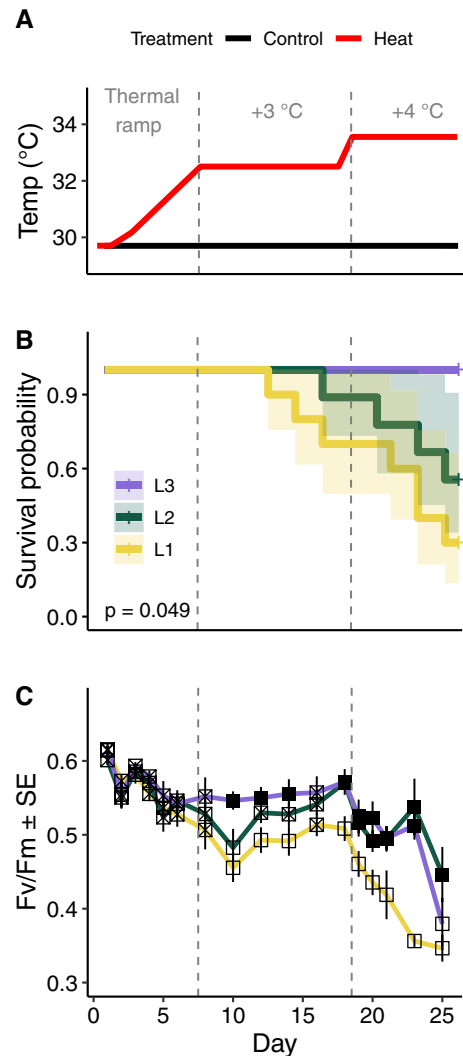 A
Treatment Control Heat
Thermal ramp
+3 °C
+4 °C
Temp (°C)
34
32
30
B
Survival probability
0.9
0.6
0.3
0.0
L3
L2
L1
p = 0.049
C
Fv/Fm ± SE
0.6
0.5
0.4
0.3
0 5 10 15 20 25
Day